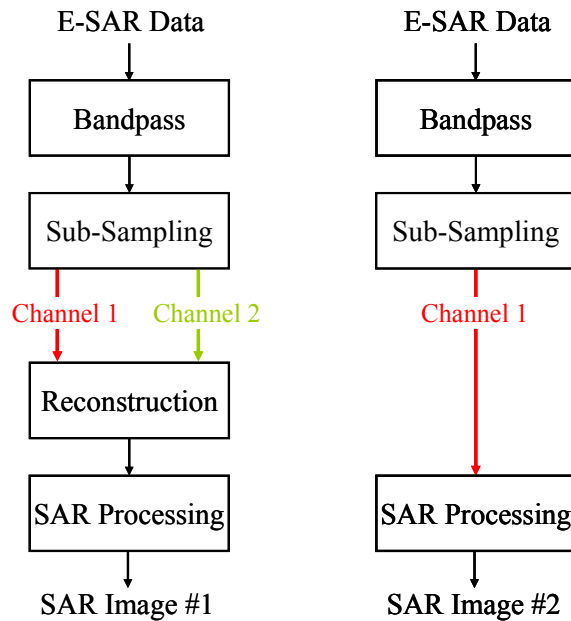 E-SAR Data
Bandpass
Sub-Sampling
Channel 1
Channel 2
Reconstruction
SAR Processing
SAR Image #1
E-SAR Data
Bandpass
Sub-Sampling
Channel 1
SAR Processing
SAR Image #2